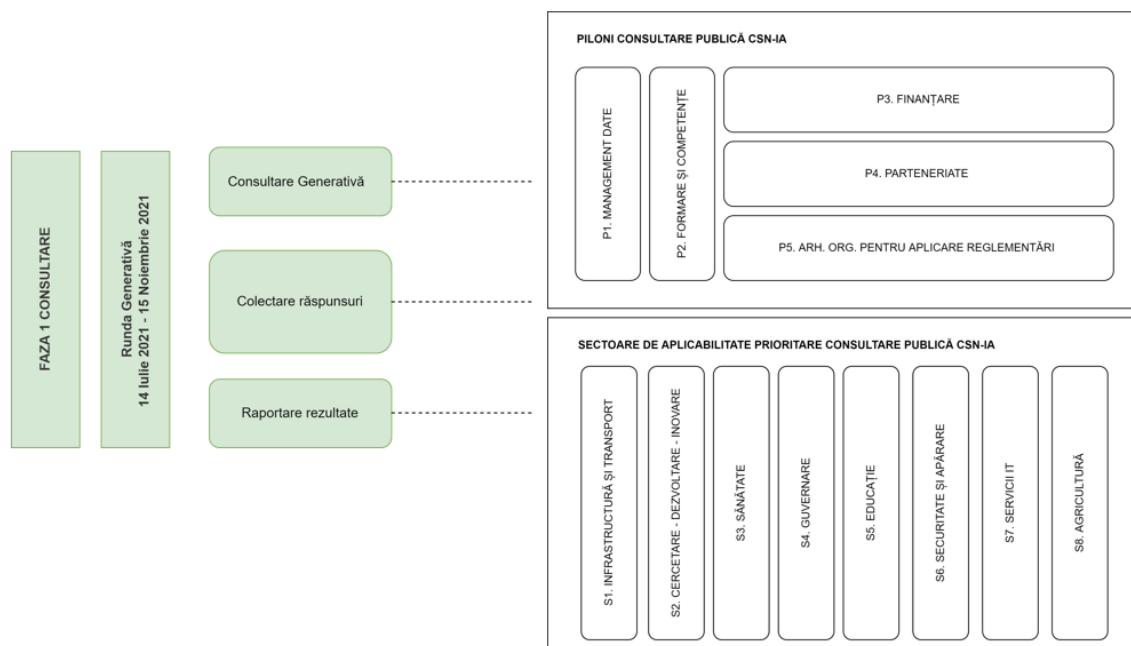 FAZA 1 CONSULTARE
Runda Generativă
14 Iulie 2021 - 15 Noiembrie 2021
Consultare Generativă
Colectare răspunsuri
Raportare rezultate
PILONI CONSULTARE PUBLICĂ CSN-IA
P1. MANAGEMENT DATE
P2. FORMARE ȘI COMPETENȚE
P3. FINANȚARE
P4. PARTENERIATE
P5. ARH. ORG. PENTRU APLICARE REGLEMENTĂRI
SECTOARE DE APLICABILITATE PRIORITARE CONSULTARE PUBLICĂ CSN-IA
S1. INFRASTRUCTURĂ ȘI TRANSPORT
S2. CERCETARE - DEZVOLTARE - INOVARE
S3. SĂNĂTATE
S4. GUVERNARE
S5. EDUCAȚIE
S6. SECURITATE ȘI APĂRARE
S7. SERVICII IT
S8. AGRICULTURĂ